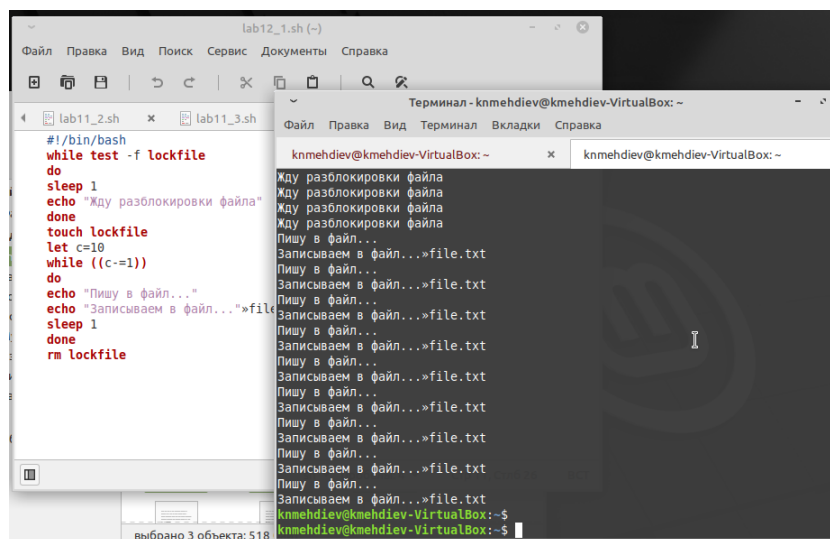 lab12_1.sh (~)
Файл Правка Вид Поиск Сервис Документы Справка
lab11_2.sh × lab11_3.sh
#!/bin/bash
while test -f lockfile
do
sleep 1
echo "Жду разблокировки файла"
done
touch lockfile
let c=10
while ((c-=1))
do
echo "Пишу в файл..."
echo "Записываем в файл..."»file
sleep 1
done
rm lockfile
выбрано 3 объекта: 518
Терминал - knmehdiev@kmehdiev-VirtualBox: ~
Файл Правка Вид Терминал Вкладки Справка
knmehdiev@kmehdiev-VirtualBox: ~ × knmehdiev@kmehdiev-VirtualBox: ~
Жду разблокировки файла
Жду разблокировки файла
Жду разблокировки файла
Жду разблокировки файла
Пишу в файл...
Записываем в файл...»file.txt
Пишу в файл...
Записываем в файл...»file.txt
Пишу в файл...
Записываем в файл...»file.txt
Пишу в файл...
Записываем в файл...»file.txt
Пишу в файл...
Записываем в файл...»file.txt
Пишу в файл...
Записываем в файл...»file.txt
Пишу в файл...
Записываем в файл...»file.txt
Пишу в файл...
Записываем в файл...»file.txt
Пишу в файл...
Записываем в файл...»file.txt
knmehdiev@kmehdiev-VirtualBox:~$
knmehdiev@kmehdiev-VirtualBox:~$